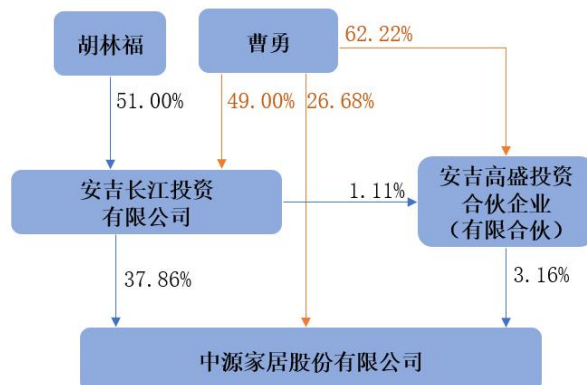 胡林福
曹勇
62.22%
51.00%
49.00%
26.68%
安吉长江投资
有限公司
1.11%
安吉高盛投资
合伙企业
（有限合伙）
37.86%
3.16%
中源家居股份有限公司